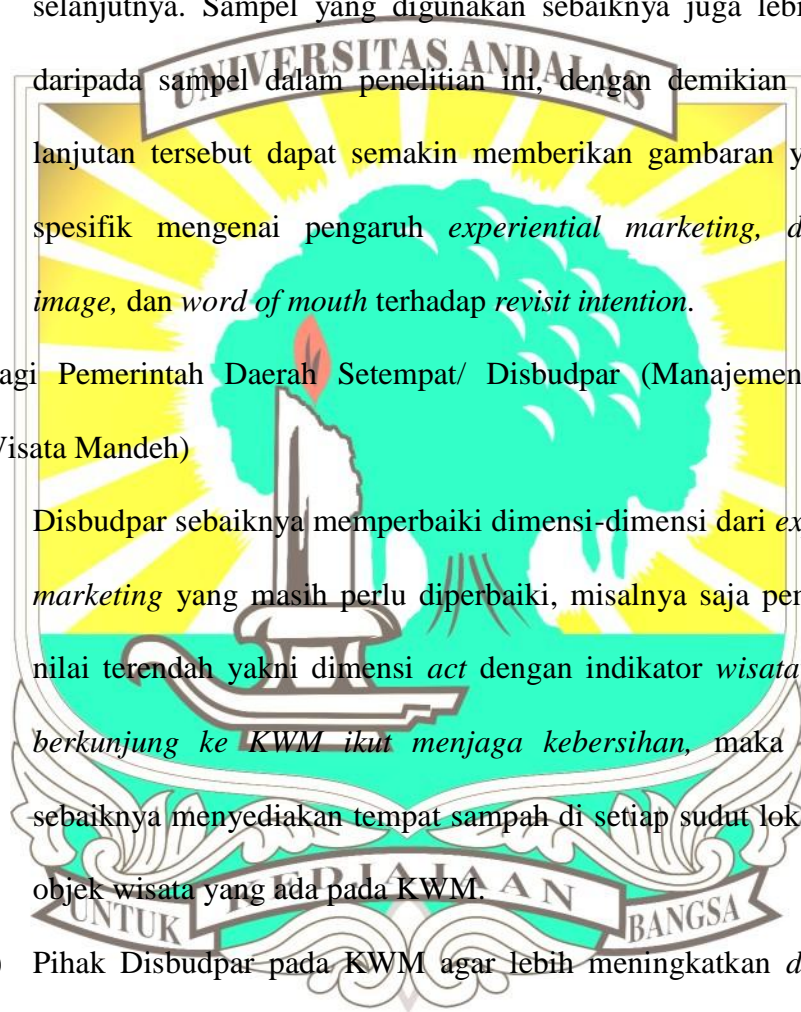 selanjutnya. Sampel yang digunakan sebaiknya juga lebi
UNIVERSITAS ANDALAS
daripada sampel dalam penelitian ini, dengan demikian
lanjutan tersebut dapat semakin memberikan gambaran y
spesifik mengenai pengaruh experiential marketing, d
image, dan word of mouth terhadap revisit intention.
agi Pemerintah Daerah Setempat/ Disbudpar (Manajemen
Wisata Mandeh)
Disbudpar sebaiknya memperbaiki dimensi-dimensi dari ex
marketing yang masih perlu diperbaiki, misalnya saja per
nilai terendah yakni dimensi act dengan indikator wisata
berkunjung ke KWM ikut menjaga kebersihan, maka
sebaiknya menyediakan tempat sampah di setiap sudut lok
objek wisata yang ada pada KWM.
UNTUK KEDJAJAAN BANGSA
) Pihak Disbudpar pada KWM agar lebih meningkatkan d